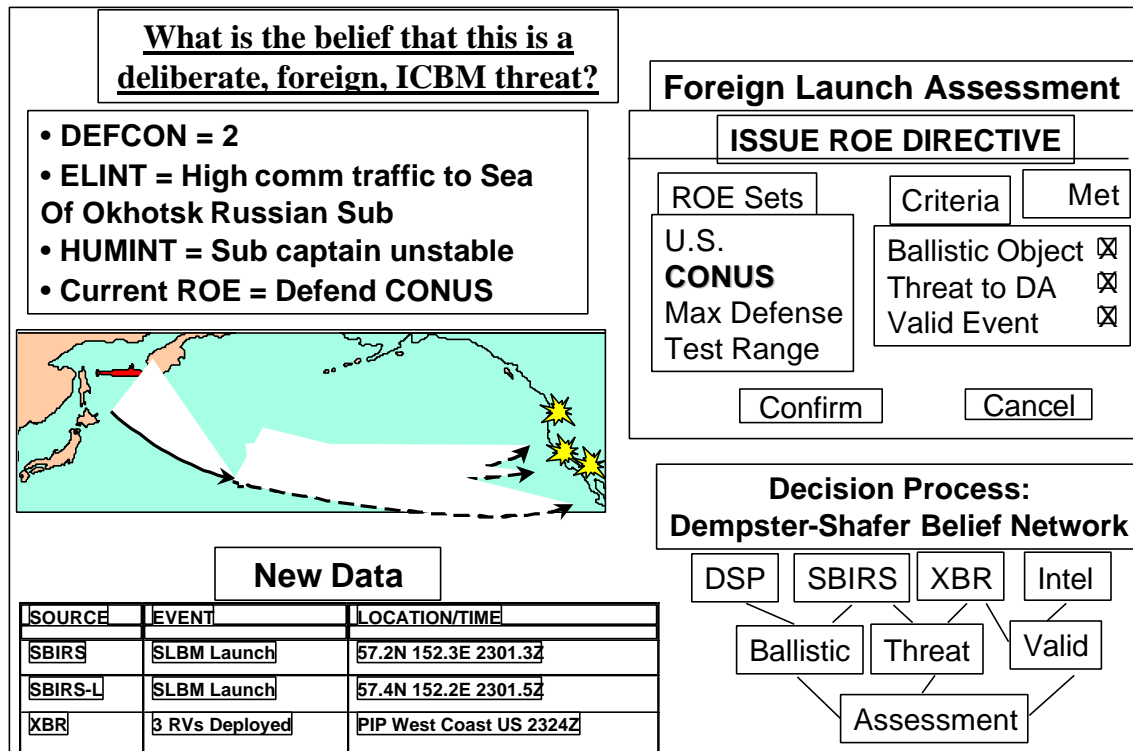 What is the belief that this is a
deliberate, foreign, ICBM threat?
• DEFCON = 2
• ELINT = High comm traffic to Sea
Of Okhotsk Russian Sub
• HUMINT = Sub captain unstable
• Current ROE = Defend CONUS
Foreign Launch Assessment
ISSUE ROE DIRECTIVE
ROE Sets
U.S.
CONUS
Max Defense
Test Range
Criteria Met
Ballistic Object ☒
Threat to DA ☒
Valid Event ☒
Confirm Cancel
New Data
SOURCE EVENT LOCATION/TIME
SBIRS SLBM Launch 57.2N 152.3E 2301.3Z
SBIRS-L SLBM Launch 57.4N 152.2E 2301.5Z
XBR 3 RVs Deployed PIP West Coast US 2324Z
Decision Process:
Dempster-Shafer Belief Network
DSP SBIRS XBR Intel
Ballistic Threat Valid
Assessment